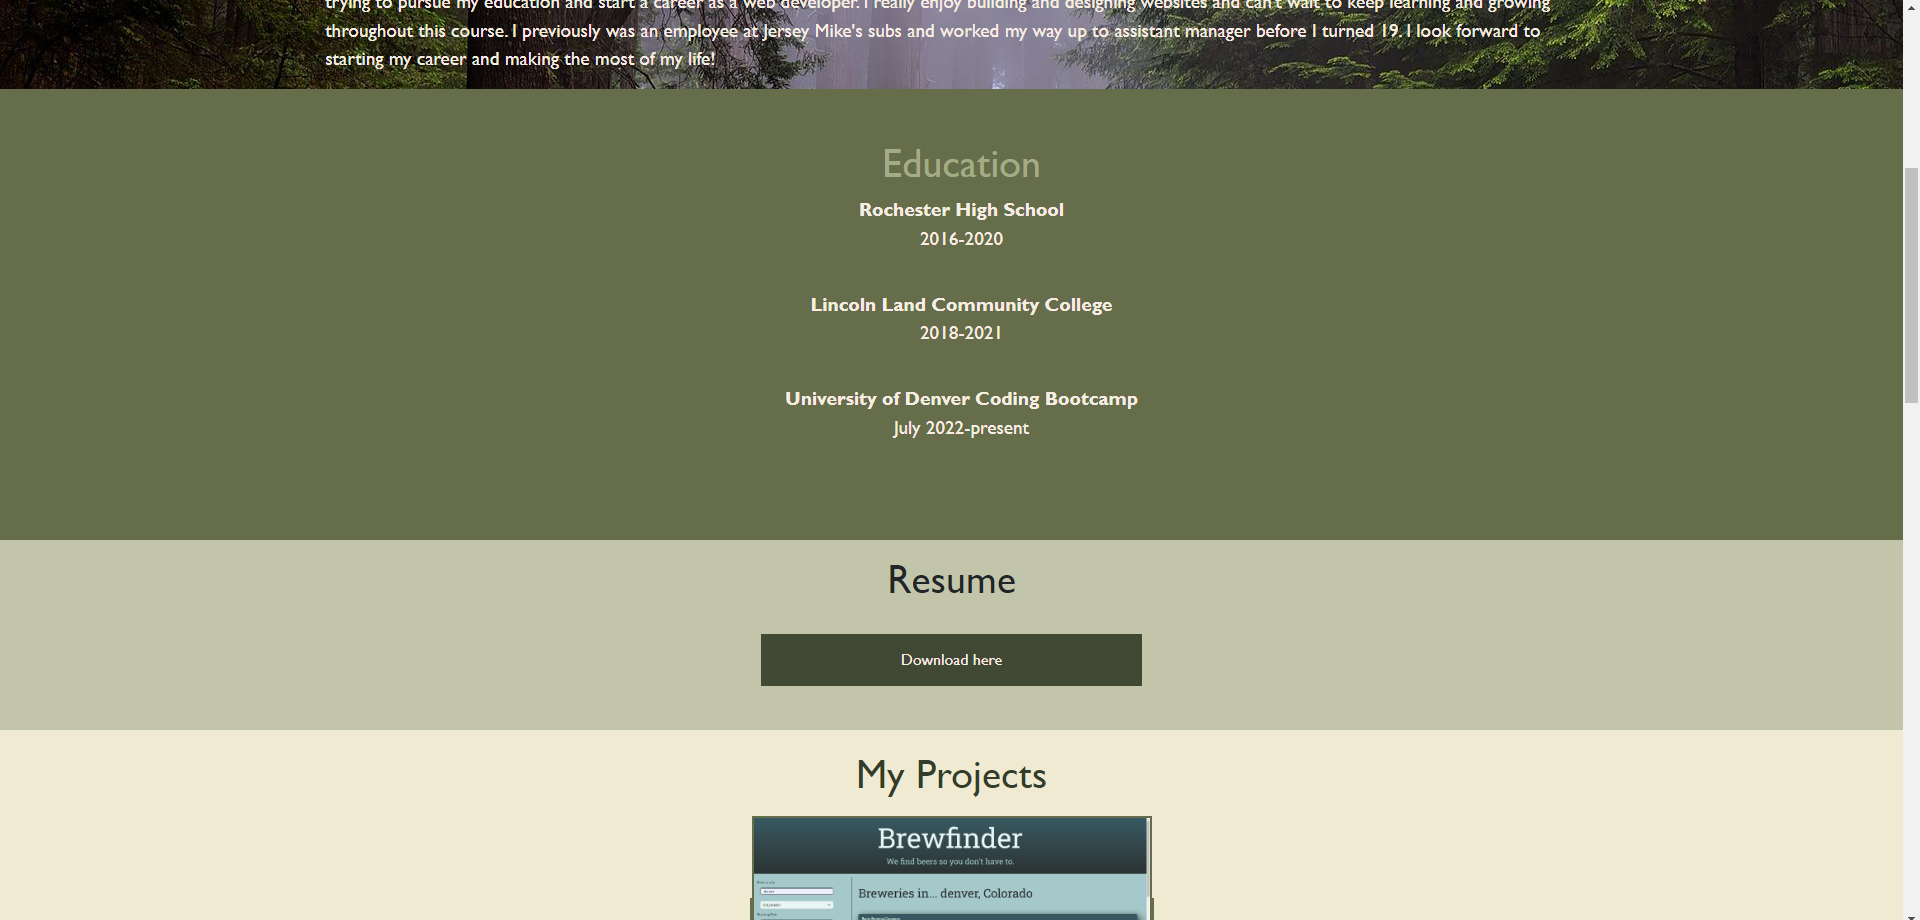 trying to pursue my education and start a career as a web developer. I really enjoy building and designing websites and can't wait to keep learning and growing
throughout this course. I previously was an employee at Jersey Mike's subs and worked my way up to assistant manager before I turned 19. I look forward to
starting my career and making the most of my life!
Education
Rochester High School
2016-2020
Lincoln Land Community College
2018-2021
University of Denver Coding Bootcamp
July 2022-present
Resume
Download here
My Projects
Brewfinder
We find beers so you don't have to.
Breweries in... denver, Colorado